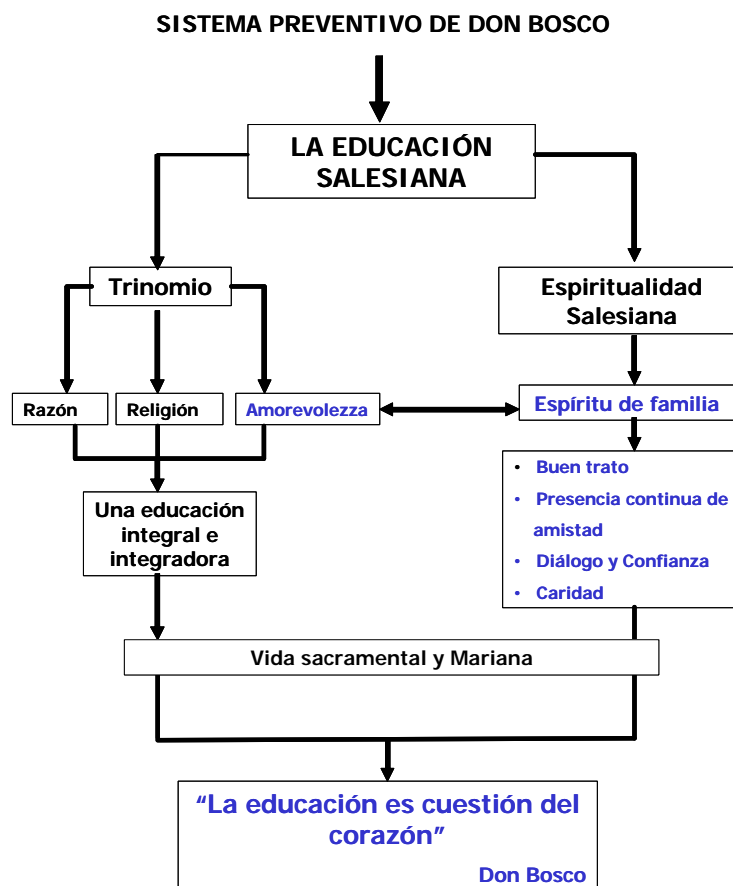 SISTEMA PREVENTIVO DE DON BOSCO
LA EDUCACIÓN
SALESIANA
Trinomio
Espiritualidad
Salesiana
Razón
Religión
Amorevolezza
Espíritu de familia
• Buen trato
• Presencia continua de
amistad
• Diálogo y Confianza
• Caridad
Una educación
integral e
integradora
Vida sacramental y Mariana
“La educación es cuestión del
corazón”
Don Bosco